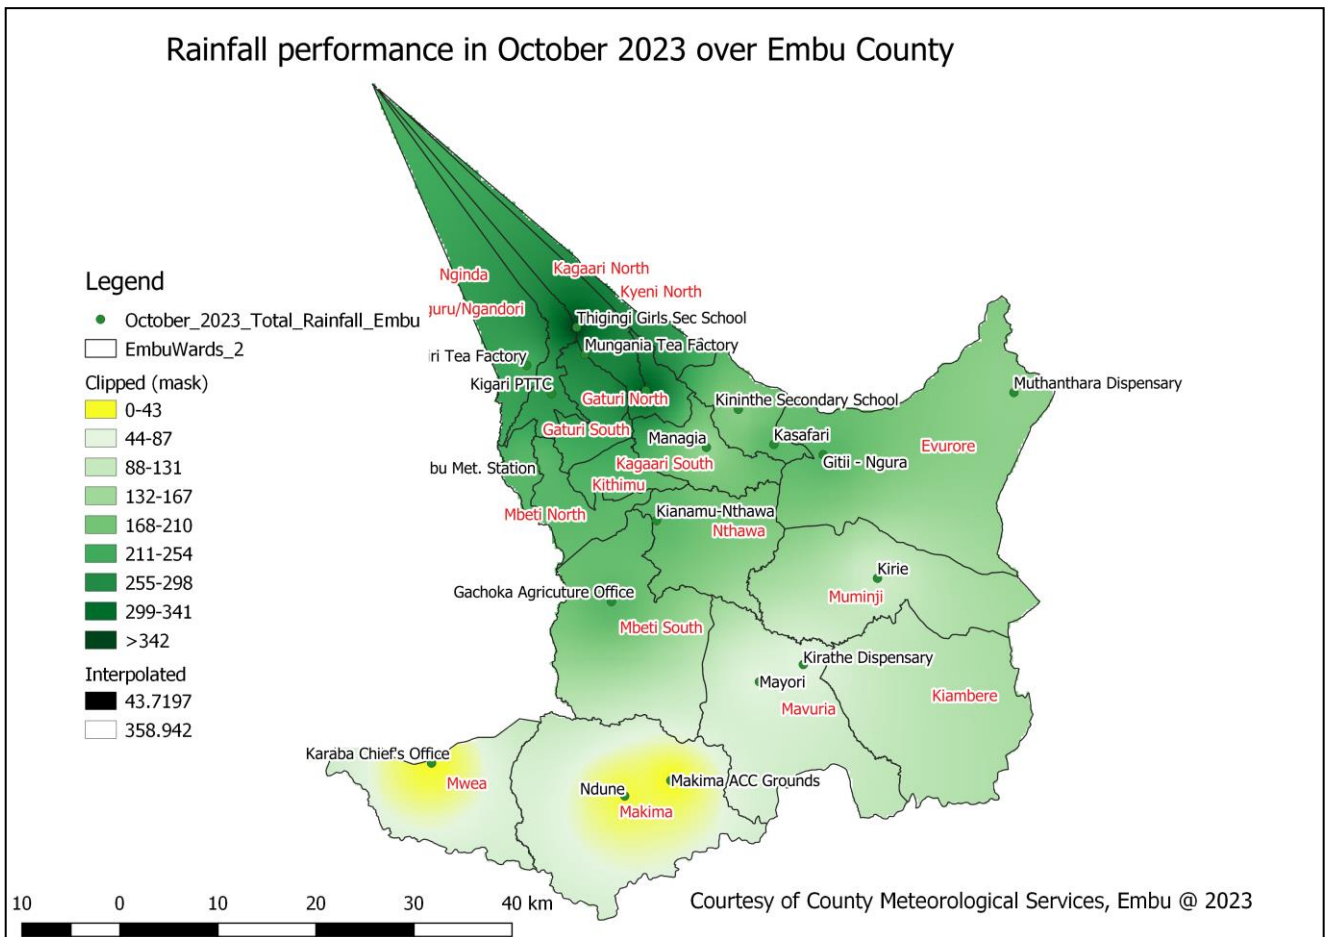 Rainfall performance in October 2023 over Embu County
Legend
October_2023_Total_Rainfall_Embu
EmbuWards_2
Clipped (mask)
0-43
44-87
88-131
132-167
168-210
211-254
255-298
299-341
>342
Interpolated
43.7197
358.942
Nginda
Kagaari North
Kyeni North
guru/Ngandori
Thigingi Girls Sec School
Mungania Tea Factory
iri Tea Factory
Kigari PTTC
Gaturi North
Kininthe Secondary School
Muthanthara Dispensary
Gaturi South
Managia
Kasafari
Evurore
bu Met. Station
Kagaari South
Gitii - Ngura
Kithimu
Mbeti North
Kianamu-Nthawa
Nthawa
Kirie
Gachoka Agricuture Office
Muminji
Mbeti South
Kirathe Dispensary
Mayori
Kiambere
Mavuria
Karaba Chief's Office
Mwea
Ndune
Makima ACC Grounds
Makima
10 0 10 20 30 40 km
Courtesy of County Meteorological Services, Embu @ 2023